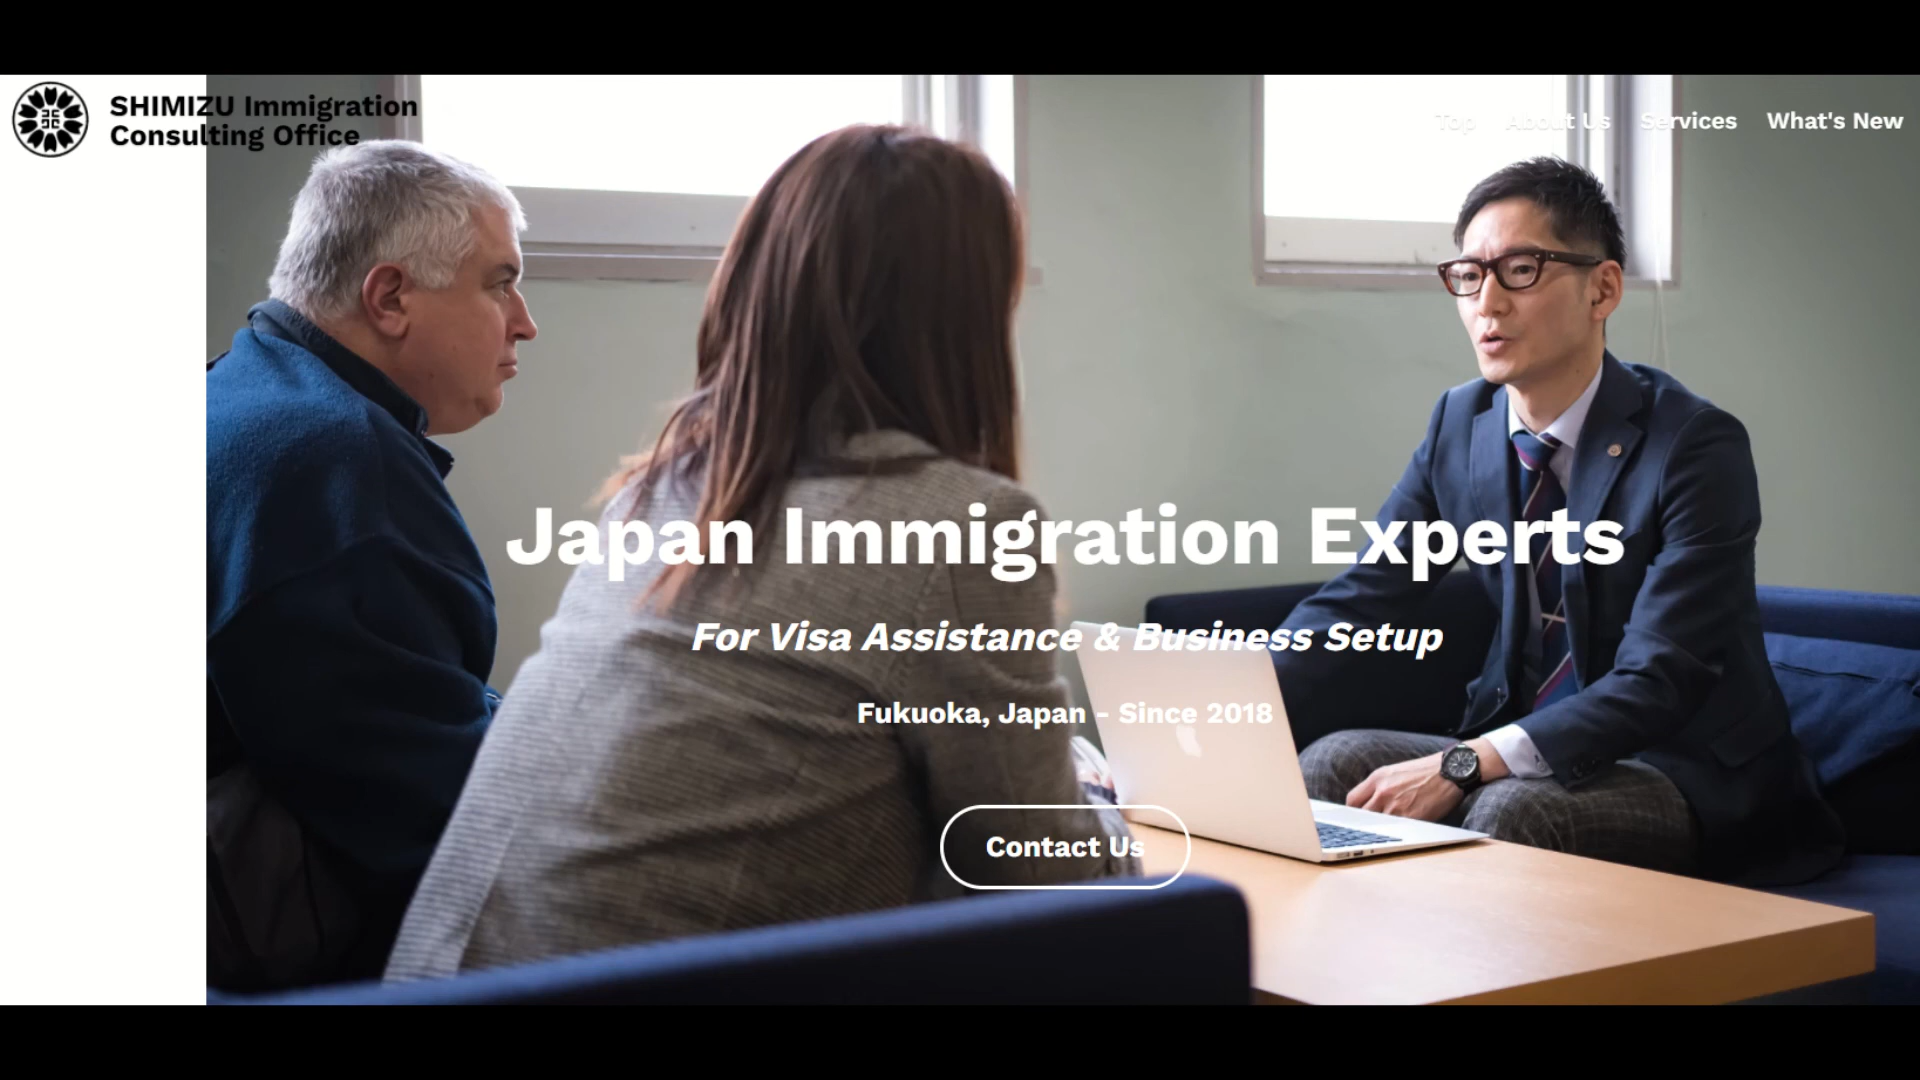 SHIMIZU Immigration
Consulting Office
Top About Us Services What's New
Japan Immigration Experts
For Visa Assistance & Business Setup
Fukuoka, Japan - Since 2018
Contact Us